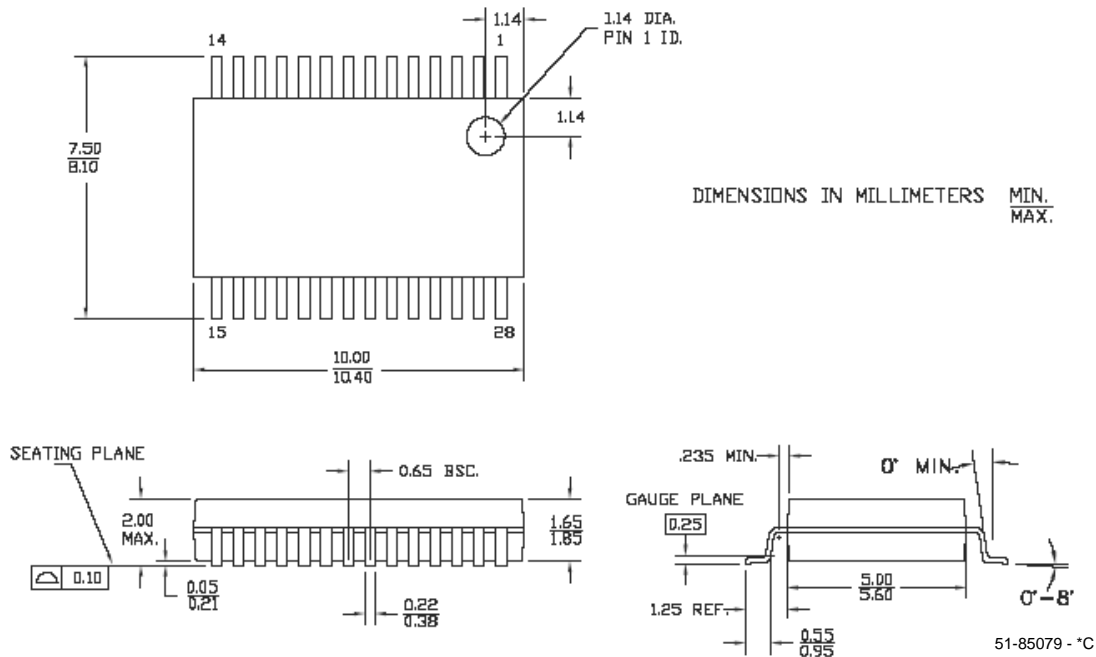 1.14
14
1
1.14 DIA.
PIN 1 ID.
1.14
7.50
8.10
DIMENSIONS IN MILLIMETERS MIN.
MAX.
15
28
10.00
10.40
SEATING PLANE
0.65 BSC.
2.00
MAX.
1.65
1.85
0.10
0.05
0.21
0.22
0.38
.235 MIN.
0° MIN.
GAUGE PLANE
0.25
1.25 REF.
5.00
5.60
0°-8°
0.55
0.95
51-85079 - *C